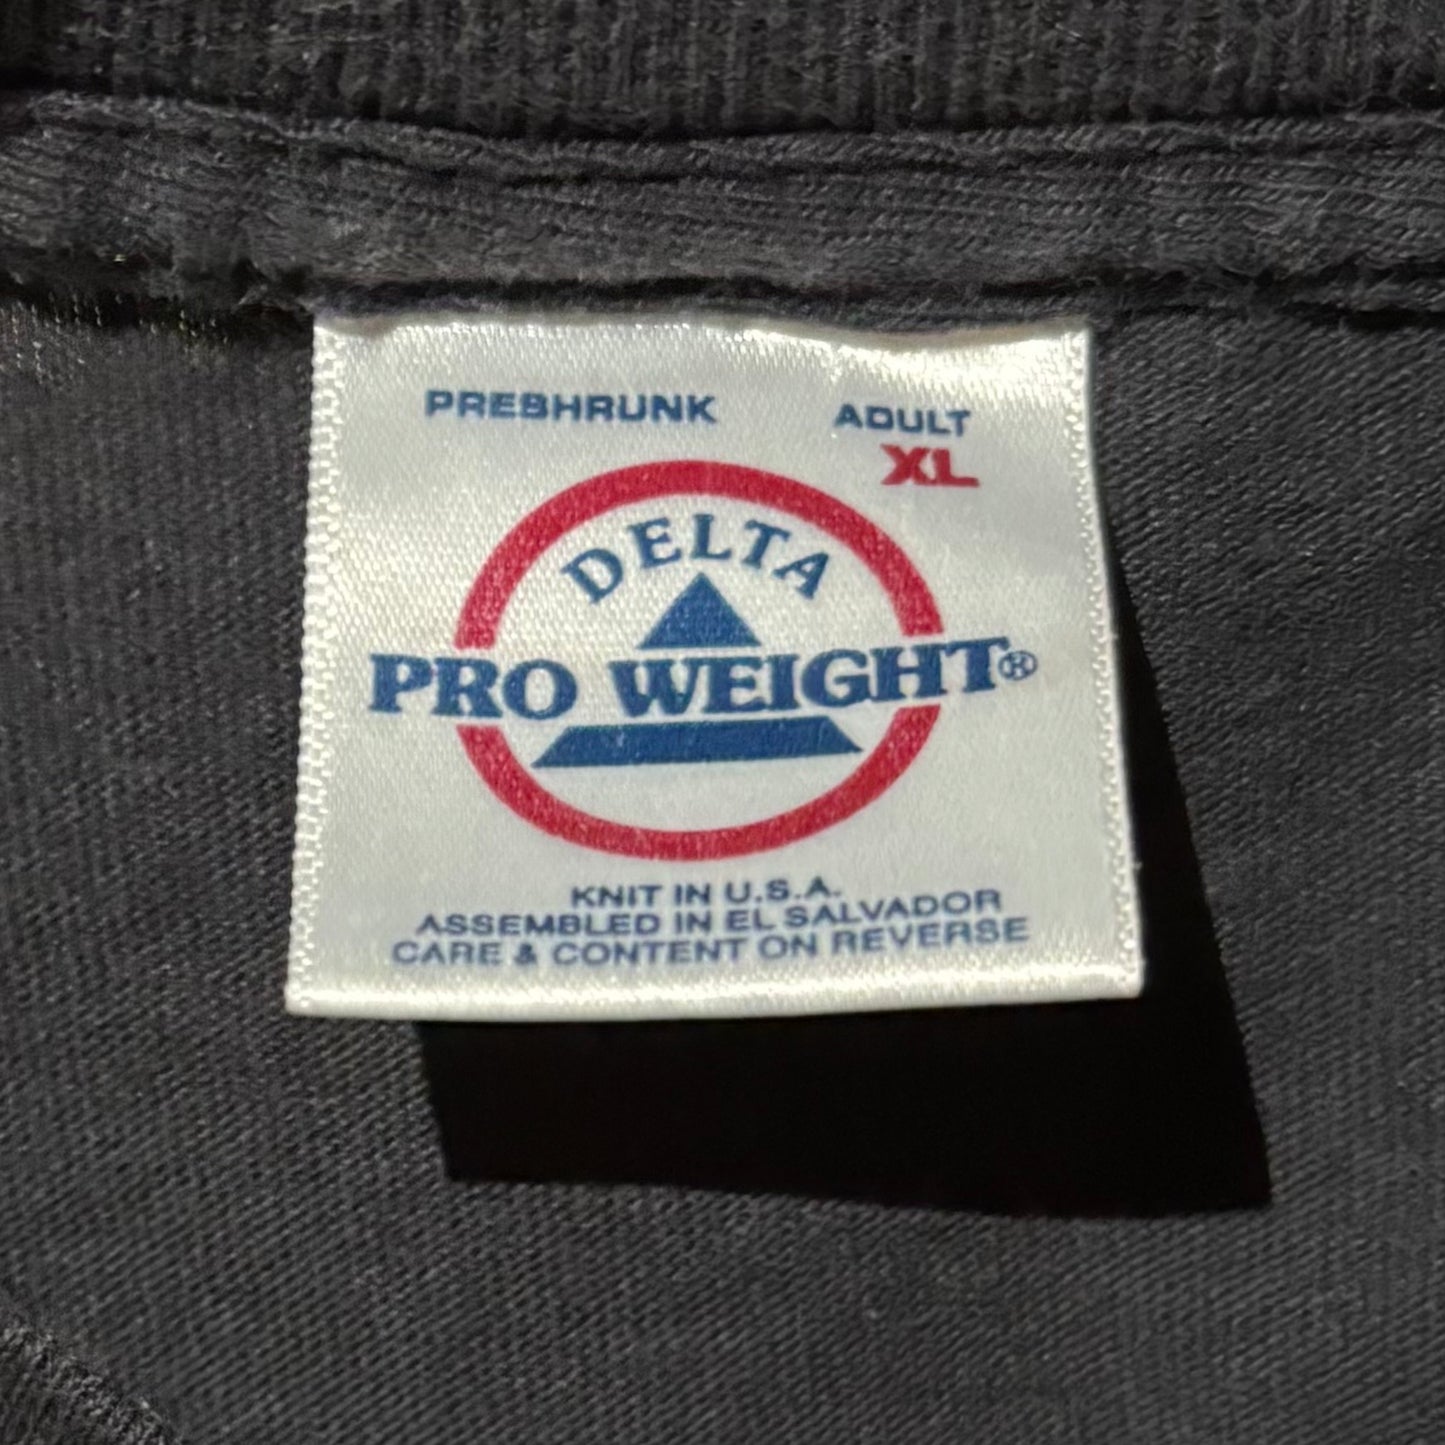 PRESHRUNK ADULT
XL
DELTA
PRO WEIGHT®
KNIT IN U.S.A.
ASSEMBLED IN EL SALVADOR
CARE & CONTENT ON REVERSE